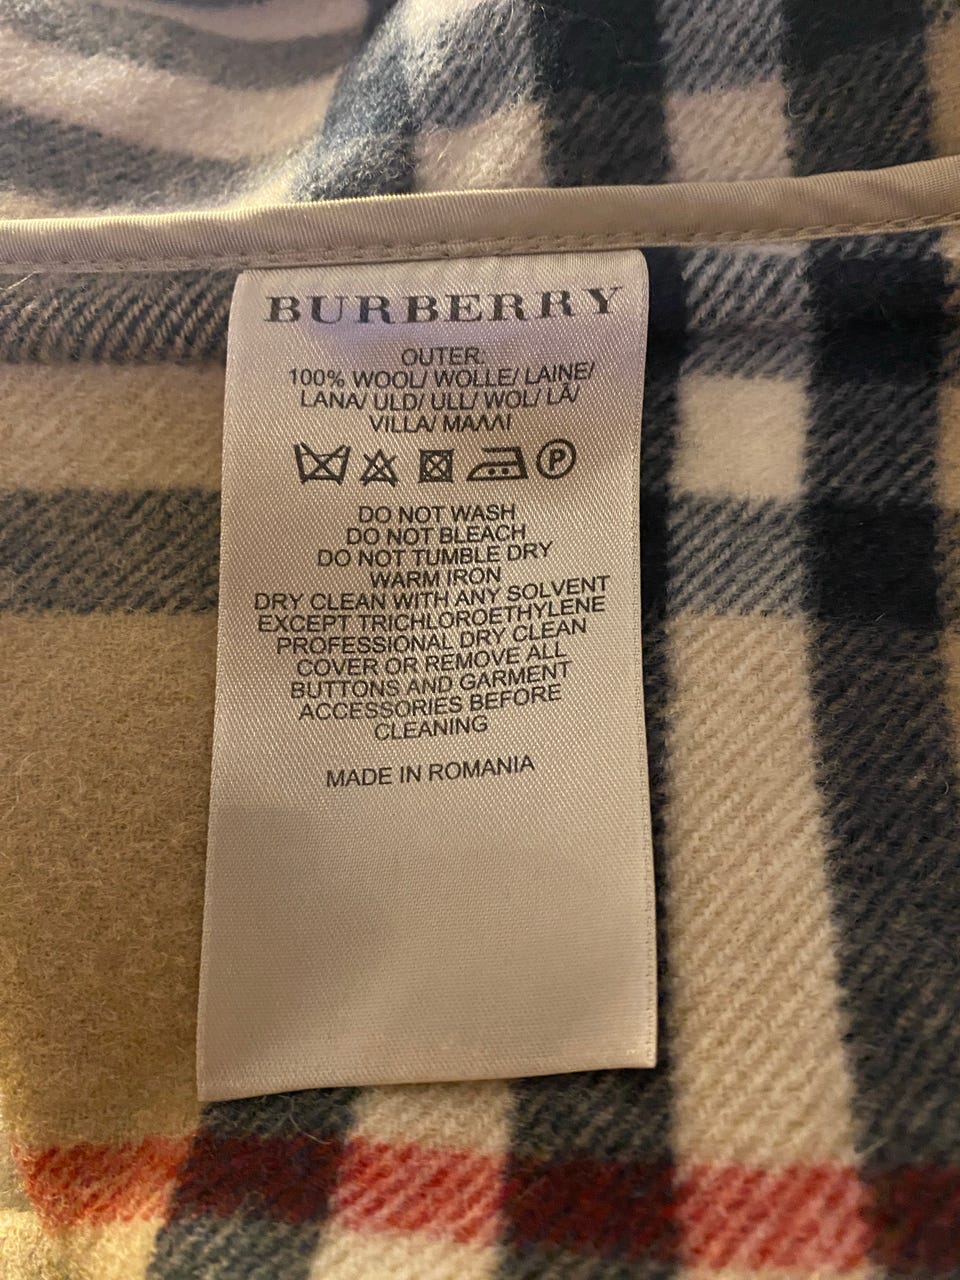 BURBERRY
OUTER:
100% WOOL/ WOLLE/ LAINE/
LANA/ ULD/ ULL/ WOL/ LÃ/
VILLA/ ΜΑΛΛΙ
P
DO NOT WASH
DO NOT BLEACH
DO NOT TUMBLE DRY
WARM IRON
DRY CLEAN WITH ANY SOLVENT
EXCEPT TRICHLOROETHYLENE
PROFESSIONAL DRY CLEAN
COVER OR REMOVE ALL
BUTTONS AND GARMENT
ACCESSORIES BEFORE
CLEANING
MADE IN ROMANIA